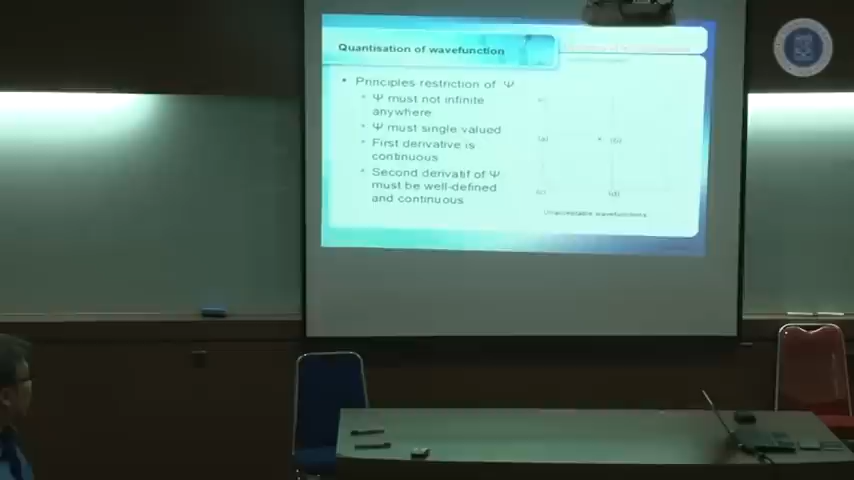 Quantisation of wavefunction
• Principles restriction of Ψ
• Ψ must not infinite
anywhere
• Ψ must single valued
• First derivative is
continuous
• Second derivatif of Ψ
must be well-defined
and continuous
(a)
(b)
(c)
(d)
Unacceptable wavefunctions